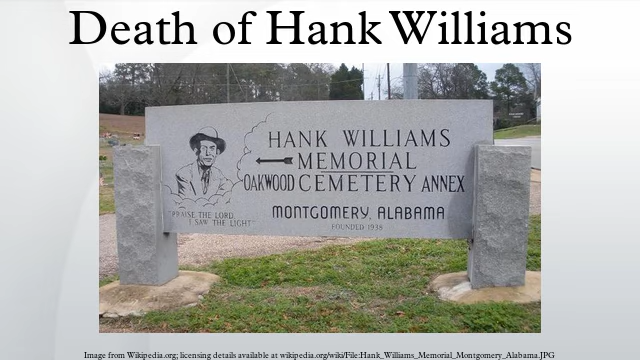 Death of Hank Williams
HANK WILLIAMS
MEMORIAL
OAKWOOD CEMETERY ANNEX
"PRAISE THE LORD,
I SAW THE LIGHT"
MONTGOMERY, ALABAMA
FOUNDED 1938
Image from Wikipedia.org; licensing details available at wikipedia.org/wiki/File:Hank_Williams_Memorial_Montgomery_Alabama.JPG